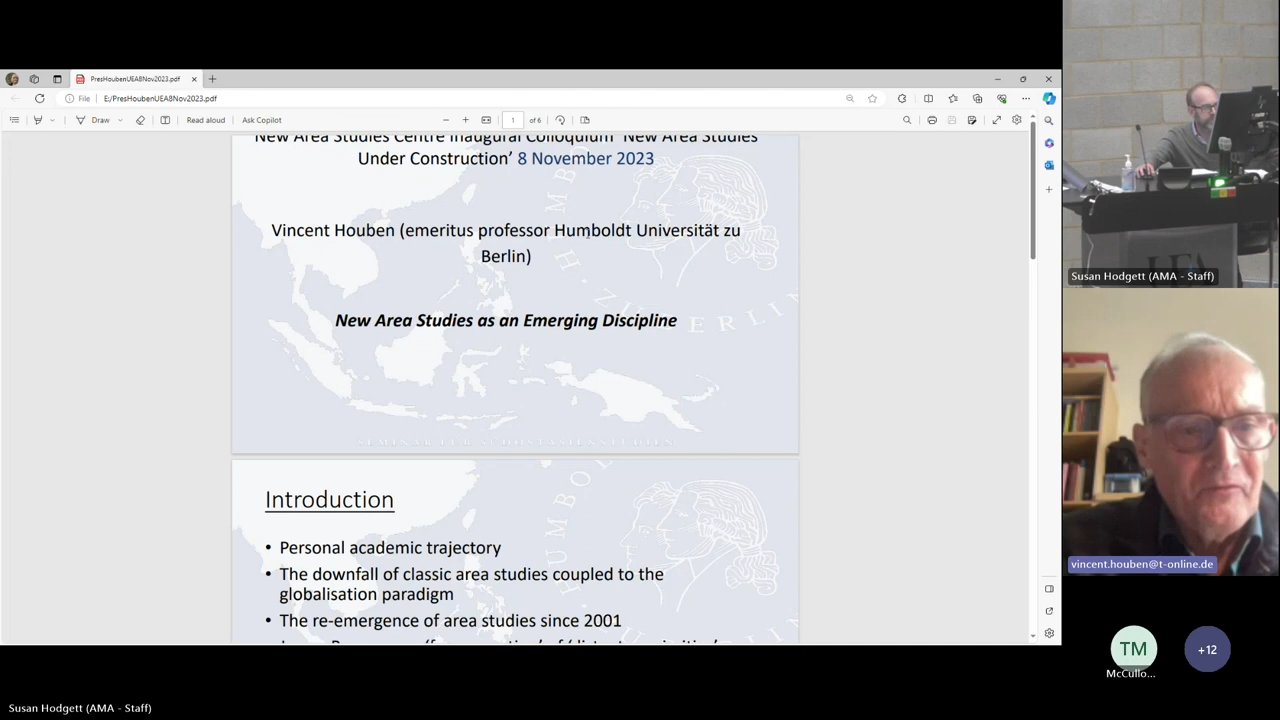 PresHoubenUEA8Nov2023.pdf
File
E:/PresHoubenUEA8Nov2023.pdf
Draw
Read aloud
Ask Copilot
1
of 6
New Area Studies Centre Inaugural Colloquium 'New Area Studies
Under Construction’ 8 November 2023
Vincent Houben (emeritus professor Humboldt Universität zu
Berlin)
New Area Studies as an Emerging Discipline
Introduction
• Personal academic trajectory
• The downfall of classic area studies coupled to the
globalisation paradigm
• The re-emergence of area studies since 2001
Susan Hodgett (AMA - Staff)
UEA
vincent.houben@t-online.de
TM
McCullo...
+12
Susan Hodgett (AMA - Staff)